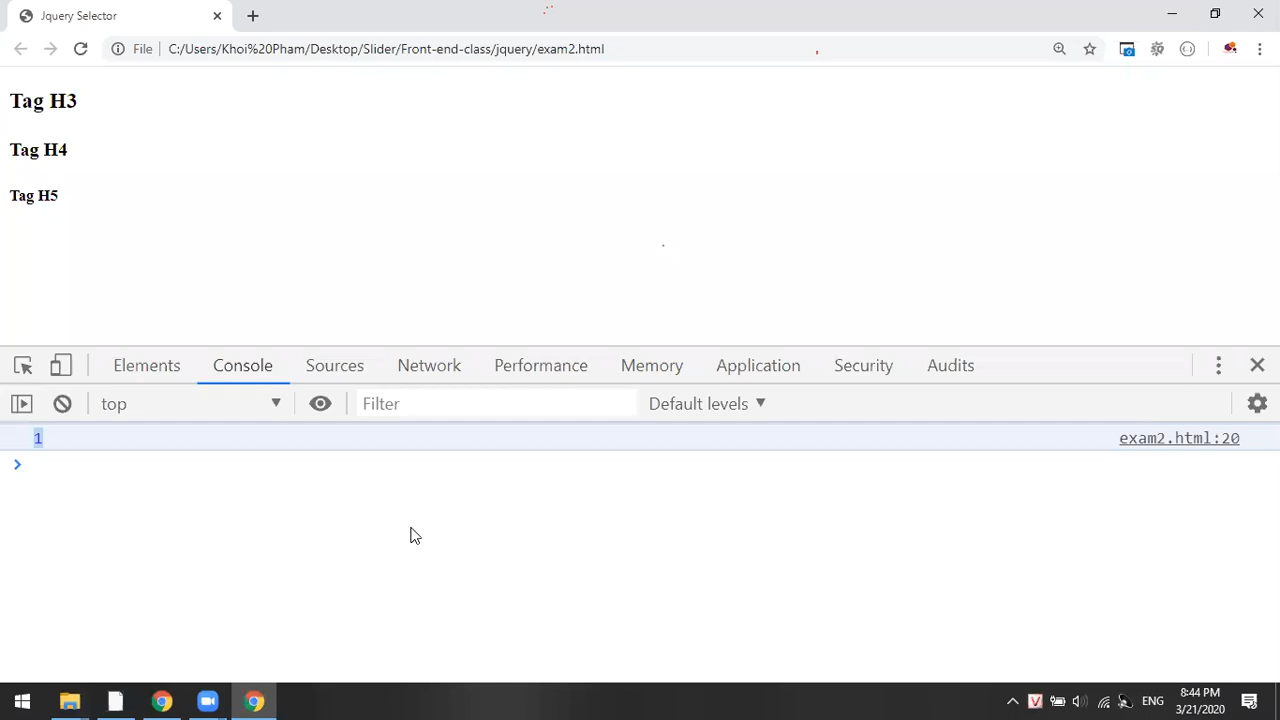 Jquery Selector
File
C:/Users/Khoi%20Pham/Desktop/Slider/Front-end-class/jquery/exam2.html
Tag H3
Tag H4
Tag H5
Elements Console Sources Network Performance Memory Application Security Audits
top Filter Default levels
1 exam2.html:20
V ENG 8:44 PM
3/21/2020